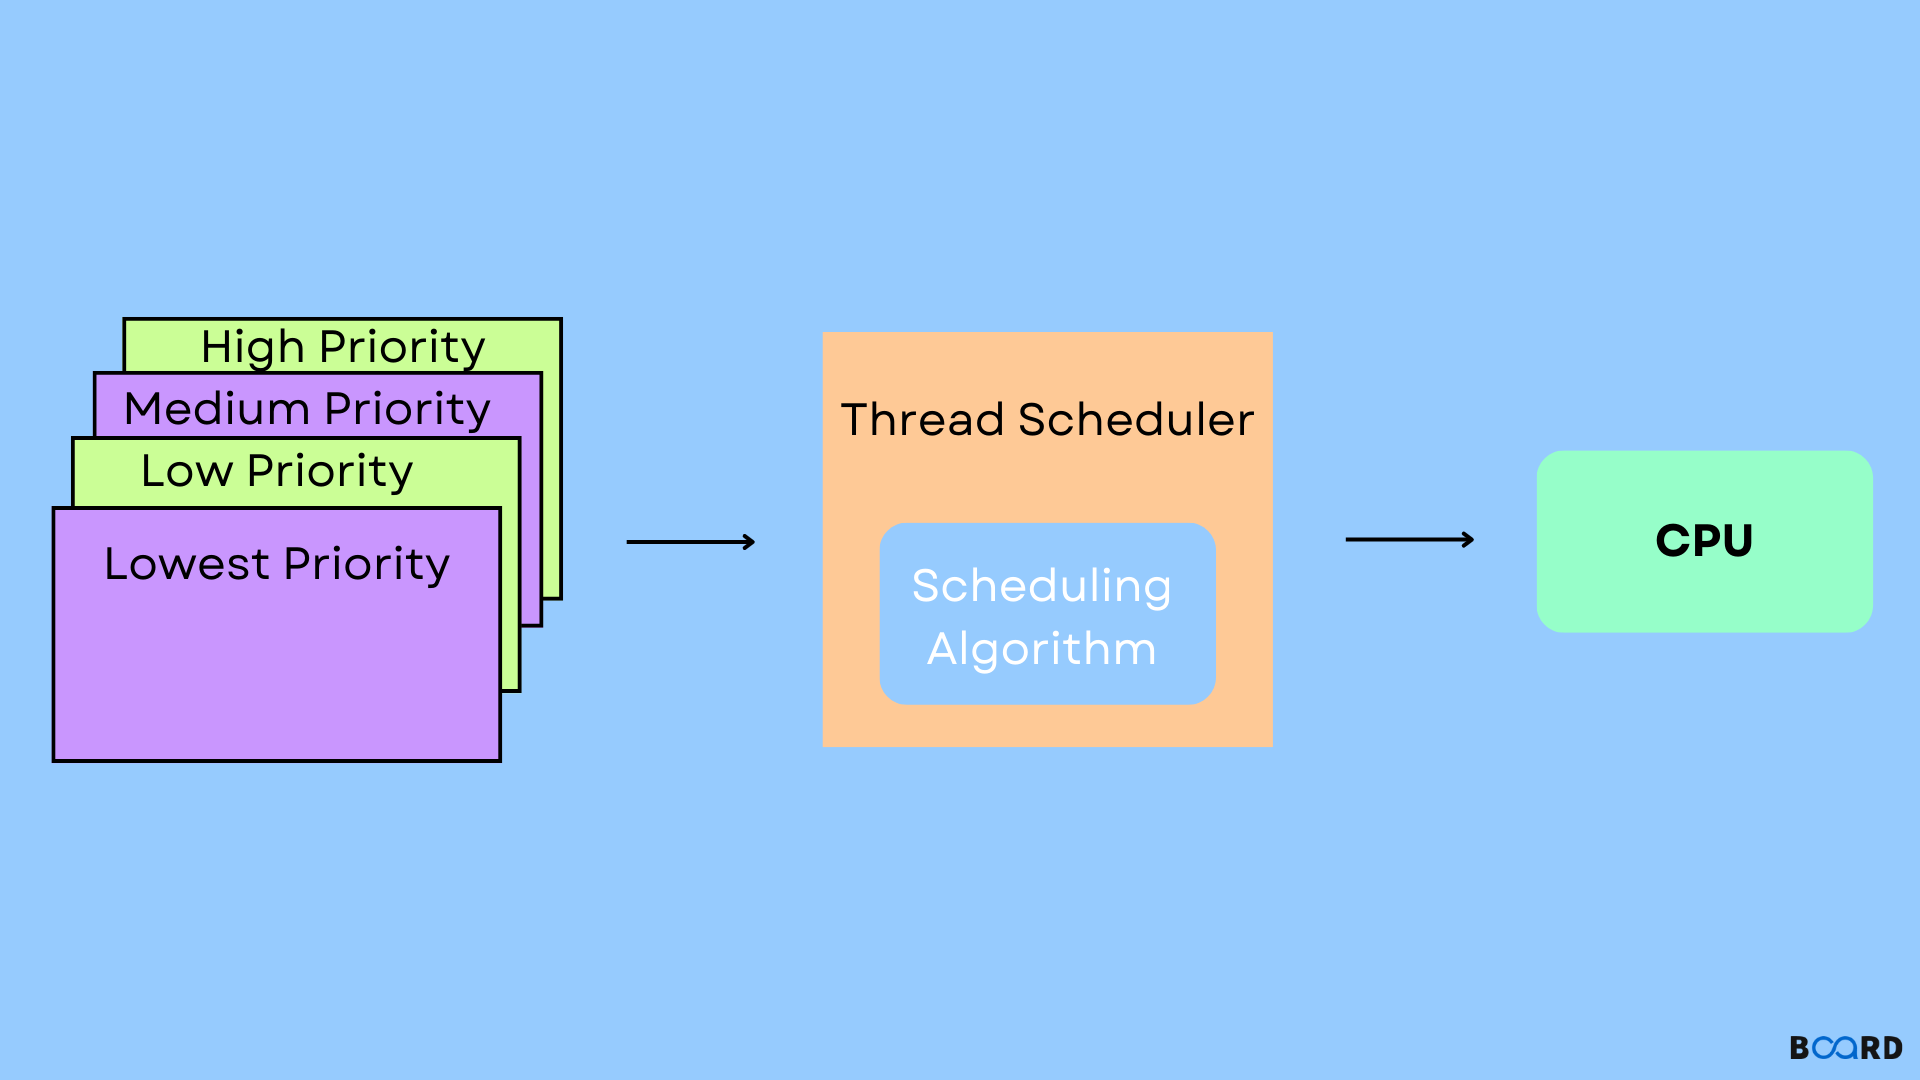 High Priority
Medium Priority
Low Priority
Lowest Priority
Thread Scheduler
Scheduling
Algorithm
CPU
BOARD